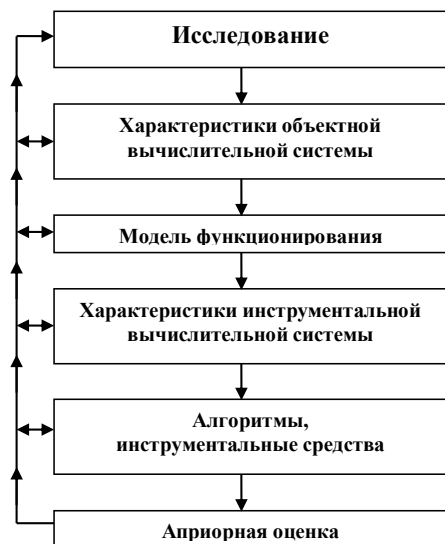 Исследование
Характеристики объектной
вычислительной системы
Модель функционирования
Характеристики инструментальной
вычислительной системы
Алгоритмы,
инструментальные средства
Априорная оценка